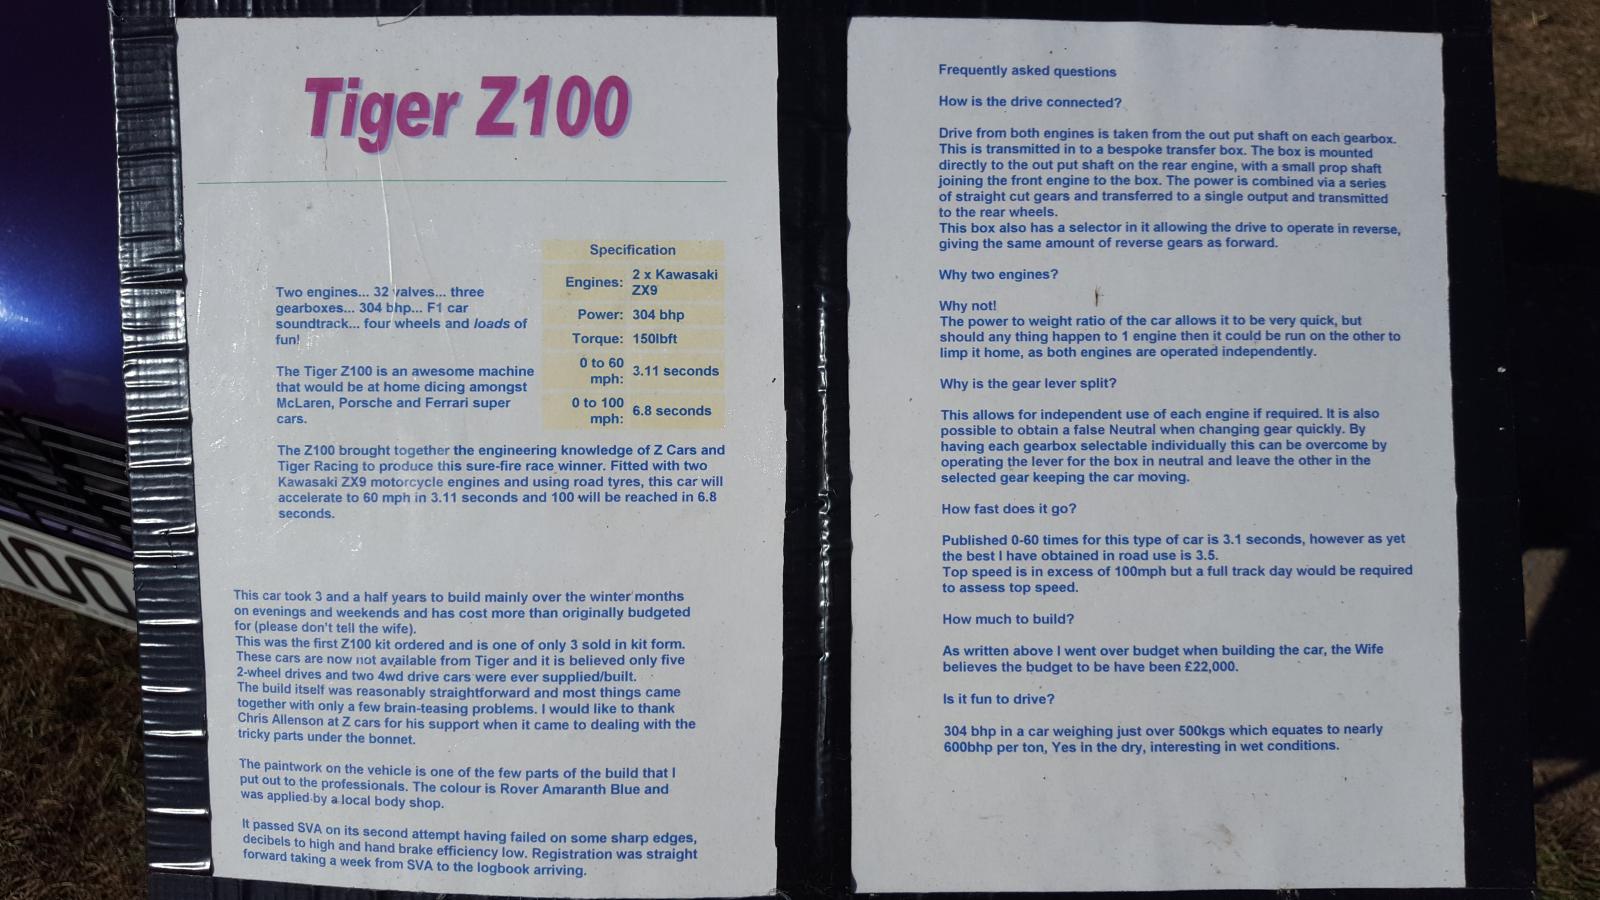 Tiger Z100
Two engines... 32 valves... three
gearboxes... 304 bhp... F1 car
soundtrack... four wheels and loads of
fun!
The Tiger Z100 is an awesome machine
that would be at home dicing amongst
McLaren, Porsche and Ferrari super
cars.
Specification
Engines: 2 x Kawasaki
ZX9
Power: 304 bhp
Torque: 150lbft
0 to 60
mph: 3.11 seconds
0 to 100
mph: 6.8 seconds
The Z100 brought together the engineering knowledge of Z Cars and
Tiger Racing to produce this sure-fire race winner. Fitted with two
Kawasaki ZX9 motorcycle engines and using road tyres, this car will
accelerate to 60 mph in 3.11 seconds and 100 will be reached in 6.8
seconds.
This car took 3 and a half years to build mainly over the winter months
on evenings and weekends and has cost more than originally budgeted
for (please don't tell the wife).
This was the first Z100 kit ordered and is one of only 3 sold in kit form.
These cars are now not available from Tiger and it is believed only five
2-wheel drives and two 4wd drive cars were ever supplied/built.
The build itself was reasonably straightforward and most things came
together with only a few brain-teasing problems. I would like to thank
Chris Allenson at Z cars for his support when it came to dealing with the
tricky parts under the bonnet.
The paintwork on the vehicle is one of the few parts of the build that I
put out to the professionals. The colour is Rover Amaranth Blue and
was applied by a local body shop.
It passed SVA on its second attempt having failed on some sharp edges,
decibels to high and hand brake efficiency low. Registration was straight
forward taking a week from SVA to the logbook arriving.
Frequently asked questions
How is the drive connected?
Drive from both engines is taken from the out put shaft on each gearbox.
This is transmitted in to a bespoke transfer box. The box is mounted
directly to the out put shaft on the rear engine, with a small prop shaft
joining the front engine to the box. The power is combined via a series
of straight cut gears and transferred to a single output and transmitted
to the rear wheels.
This box also has a selector in it allowing the drive to operate in reverse,
giving the same amount of reverse gears as forward.
Why two engines?
Why not!
The power to weight ratio of the car allows it to be very quick, but
should any thing happen to 1 engine then it could be run on the other to
limp it home, as both engines are operated independently.
Why is the gear lever split?
This allows for independent use of each engine if required. It is also
possible to obtain a false Neutral when changing gear quickly. By
having each gearbox selectable individually this can be overcome by
operating the lever for the box in neutral and leave the other in the
selected gear keeping the car moving.
How fast does it go?
Published 0-60 times for this type of car is 3.1 seconds, however as yet
the best I have obtained in road use is 3.5.
Top speed is in excess of 100mph but a full track day would be required
to assess top speed.
How much to build?
As written above I went over budget when building the car, the Wife
believes the budget to be have been £22,000.
Is it fun to drive?
304 bhp in a car weighing just over 500kgs which equates to nearly
600bhp per ton, Yes in the dry, interesting in wet conditions.
100